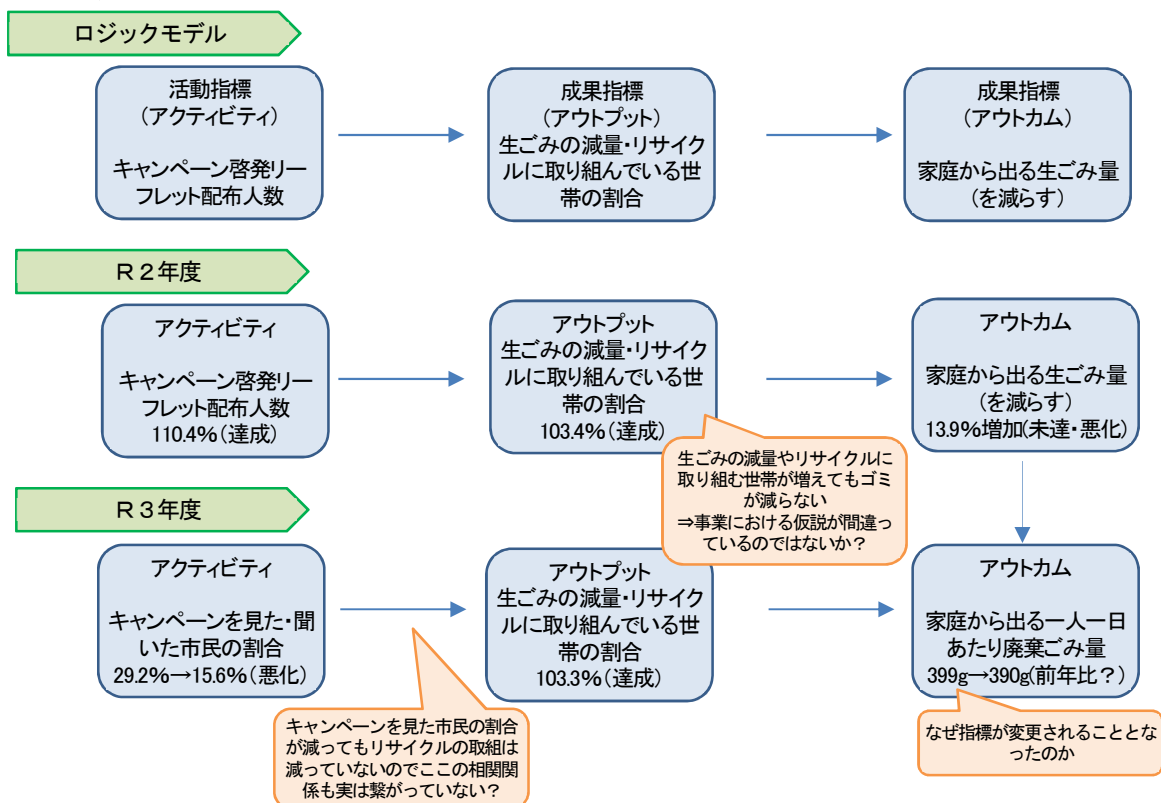 ロジックモデル
活動指標
(アクティビティ)
キャンペーン啓発リー
フレット配布人数
成果指標
(アウトプット)
生ごみの減量・リサイク
ルに取り組んでいる世
帯の割合
成果指標
(アウトカム)
家庭から出る生ごみ量
(を減らす)
R2年度
アクティビティ
キャンペーン啓発リー
フレット配布人数
110.4%(達成)
アウトプット
生ごみの減量・リサイク
ルに取り組んでいる世
帯の割合
103.4%(達成)
アウトカム
家庭から出る生ごみ量
(を減らす)
13.9%増加(未達・悪化)
生ごみの減量やリサイクルに
取り組む世帯が増えてもゴミ
が減らない
⇒事業における仮説が間違っ
ているのではないか？
R3年度
アクティビティ
キャンペーンを見た・聞
いた市民の割合
29.2%→15.6%(悪化)
アウトプット
生ごみの減量・リサイク
ルに取り組んでいる世
帯の割合
103.3%(達成)
アウトカム
家庭から出る一人一日
あたり廃棄ごみ量
399g→390g(前年比？)
キャンペーンを見た市民の割合
が減ってもリサイクルの取組は
減っていないのでここの相関関
係も実は繋がっていない？
なぜ指標が変更されることとな
ったのか